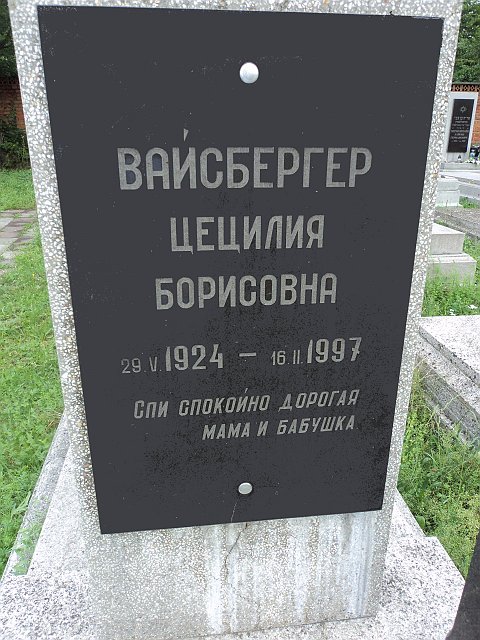 ВАЙСБЕРГЕР
ЦЕЦИЛИЯ
БОРИСОВНА
29.V.1924 – 16.II.1997
СПИ СПОКОЙНО ДОРОГАЯ
МАМА И БАБУШКА